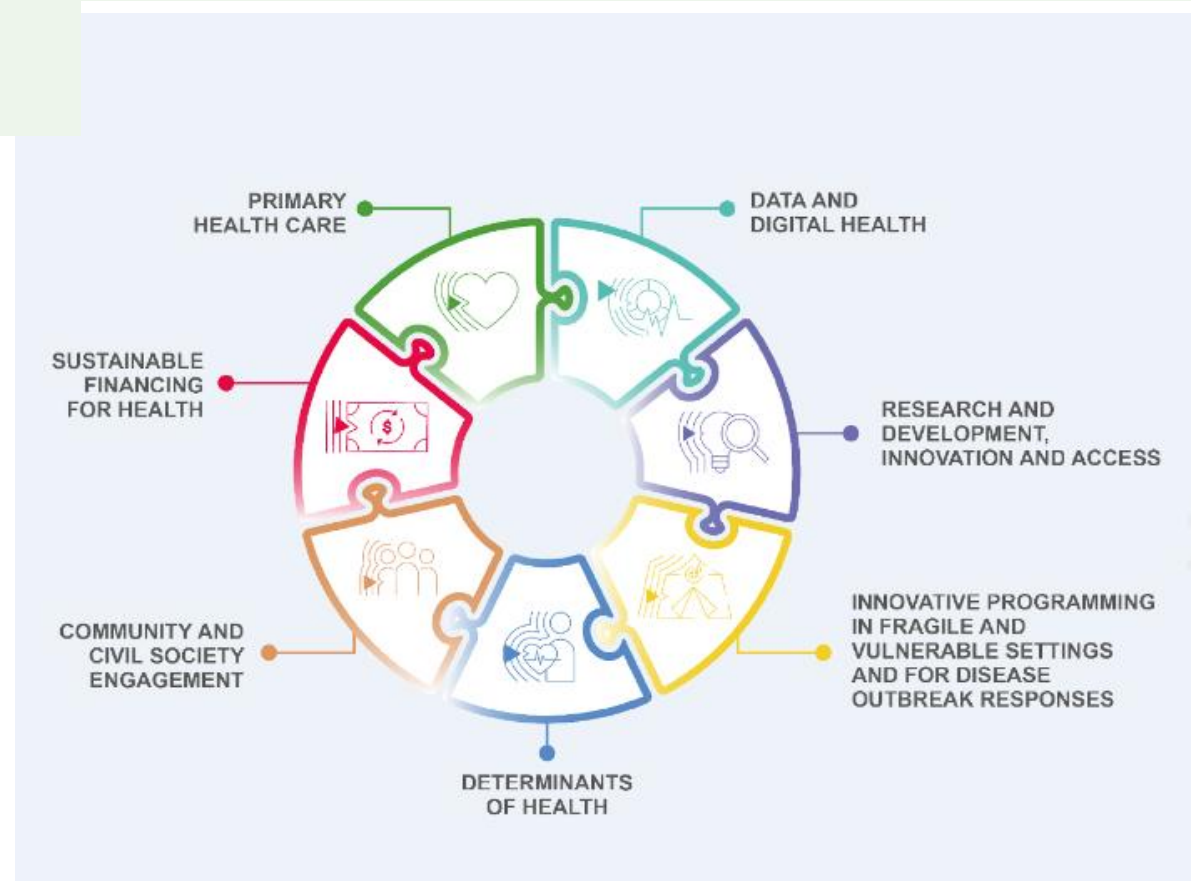 PRIMARY
HEALTH CARE
DATA AND
DIGITAL HEALTH
SUSTAINABLE
FINANCING
FOR HEALTH
$
RESEARCH AND
DEVELOPMENT,
INNOVATION AND ACCESS
COMMUNITY AND
CIVIL SOCIETY
ENGAGEMENT
INNOVATIVE PROGRAMMING
IN FRAGILE AND
VULNERABLE SETTINGS
AND FOR DISEASE
OUTBREAK RESPONSES
DETERMINANTS
OF HEALTH